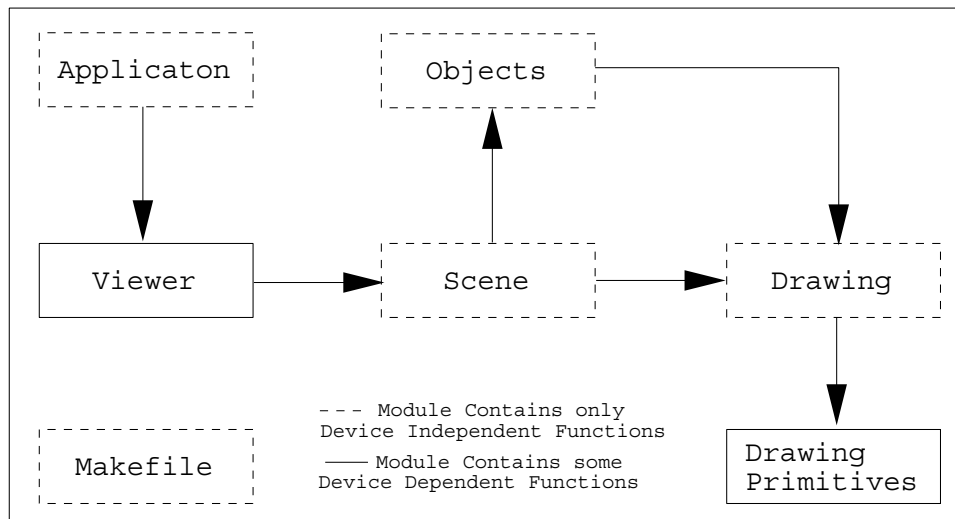 Applicaton
Objects
Viewer
Scene
Drawing
--- Module Contains only
Device Independent Functions
Module Contains some
Device Dependent Functions
Makefile
Drawing
Primitives